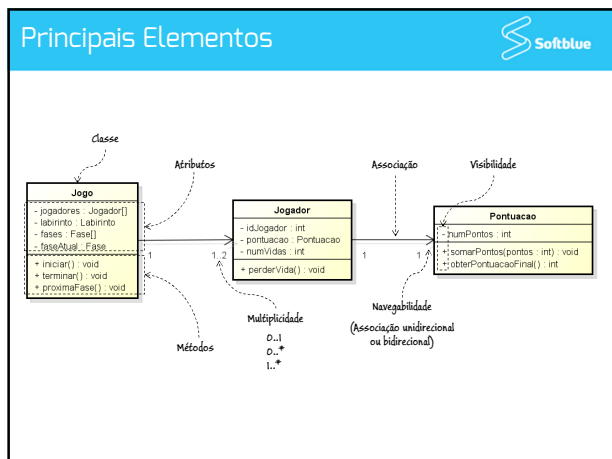 Principais Elementos
Softblue
Classe
Atributos
Associação
Visibilidade
Jogo
- jogadores : Jogador[]
- labirinto : Labirinto
- fases : Fase[]
- faseAtual : Fase
+ iniciar() : void
+ terminar() : void
+ proximaFase() : void
1
1..2
Jogador
- idJogador : int
- pontuacao : Pontuacao
- numVidas : int
+ perderVida() : void
1
1
Pontuacao
- numPontos : int
+ somarPontos(pontos : int) : void
+ obterPontuacaoFinal() : int
Métodos
Multiplicidade
0..1
0..*
1..*
Navegabilidade
(Associação unidirecional
ou bidirecional)